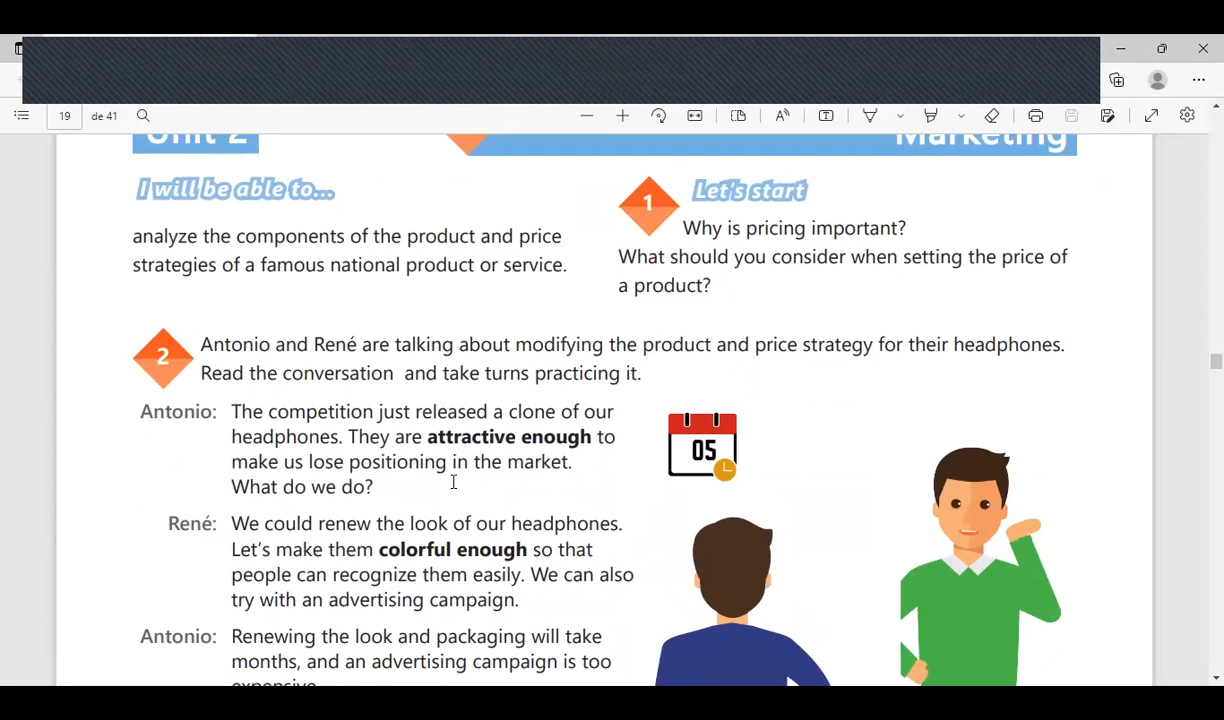 19 de 41
Unit 2
Marketing
I will be able to...
analyze the components of the product and price
strategies of a famous national product or service.
1 Let's start
Why is pricing important?
What should you consider when setting the price of
a product?
2 Antonio and René are talking about modifying the product and price strategy for their headphones.
Read the conversation and take turns practicing it.
Antonio: The competition just released a clone of our
headphones. They are attractive enough to
make us lose positioning in the market.
What do we do?
05
René: We could renew the look of our headphones.
Let's make them colorful enough so that
people can recognize them easily. We can also
try with an advertising campaign.
Antonio: Renewing the look and packaging will take
months, and an advertising campaign is too
expensive